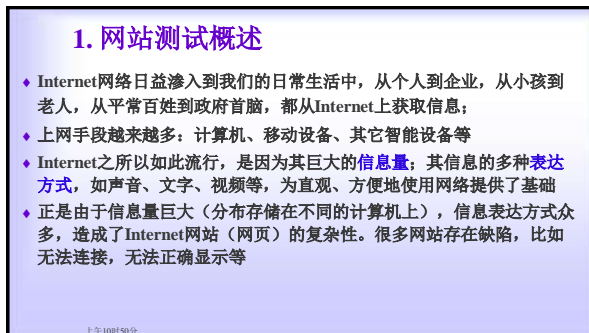 1. 网站测试概述
Internet网络日益渗入到我们的日常生活中，从个人到企业，从小孩到
老人，从平常百姓到政府首脑，都从Internet上获取信息；
上网手段越来越多：计算机、移动设备、其它智能设备等
Internet之所以如此流行，是因为其巨大的信息量；其信息的多种表达
方式，如声音、文字、视频等，为直观、方便地使用网络提供了基础
正是由于信息量巨大（分布存储在不同的计算机上），信息表达方式众
多，造成了Internet网站（网页）的复杂性。很多网站存在缺陷，比如
无法连接，无法正确显示等
上午10时50分